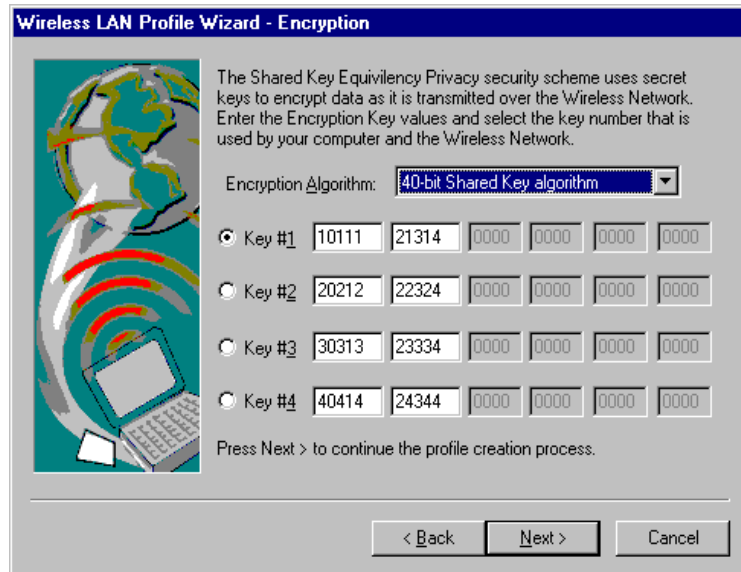 Wireless LAN Profile Wizard - Encryption
The Shared Key Equivilency Privacy security scheme uses secret
keys to encrypt data as it is transmitted over the Wireless Network.
Enter the Encryption Key values and select the key number that is
used by your computer and the Wireless Network.
Encryption Algorithm: 40-bit Shared Key algorithm
Key #1 10111 21314 0000 0000 0000 0000
Key #2 20212 22324 0000 0000 0000 0000
Key #3 30313 23334 0000 0000 0000 0000
Key #4 40414 24344 0000 0000 0000 0000
Press Next > to continue the profile creation process.
< Back Next > Cancel